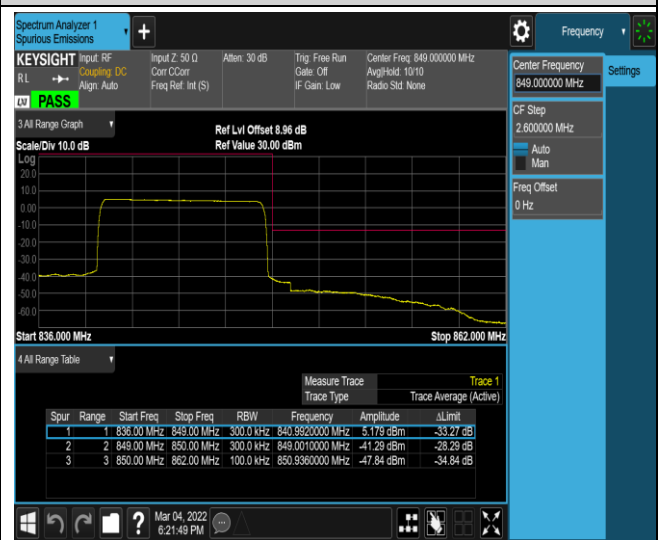 Spectrum Analyzer 1
Spurious Emissions
+
Frequency
KEYSIGHT
RL
Input: RF
Coupling: DC
Align: Auto
Input Z: 50 Ω
Corr CCorr
Freq Ref: Int (S)
Atten: 30 dB
Trig: Free Run
Gate: Off
IF Gain: Low
Center Freq: 849.000000 MHz
Avg|Hold: 10/10
Radio Std: None
LW PASS
Center Frequency
849.000000 MHz
Settings
CF Step
2.600000 MHz
Auto
Man
Freq Offset
0 Hz
3 All Range Graph
Ref Lvl Offset 8.96 dB
Scale/Div 10.0 dB
Ref Value 30.00 dBm
Log
20.0
10.0
0.00
-10.0
-20.0
-30.0
-40.0
-50.0
-60.0
Start 836.000 MHz
Stop 862.000 MHz
4 All Range Table
Measure Trace Trace 1
Trace Type Trace Average (Active)
Spur Range Start Freq Stop Freq RBW Frequency Amplitude ΔLimit
1 1 836.00 MHz 849.00 MHz 300.0 kHz 840.9920000 MHz 5.179 dBm -33.27 dB
2 2 849.00 MHz 850.00 MHz 300.0 kHz 849.0010000 MHz -41.29 dBm -28.29 dB
3 3 850.00 MHz 862.00 MHz 100.0 kHz 850.9360000 MHz -47.84 dBm -34.84 dB
?
Mar 04, 2022
6:21:49 PM